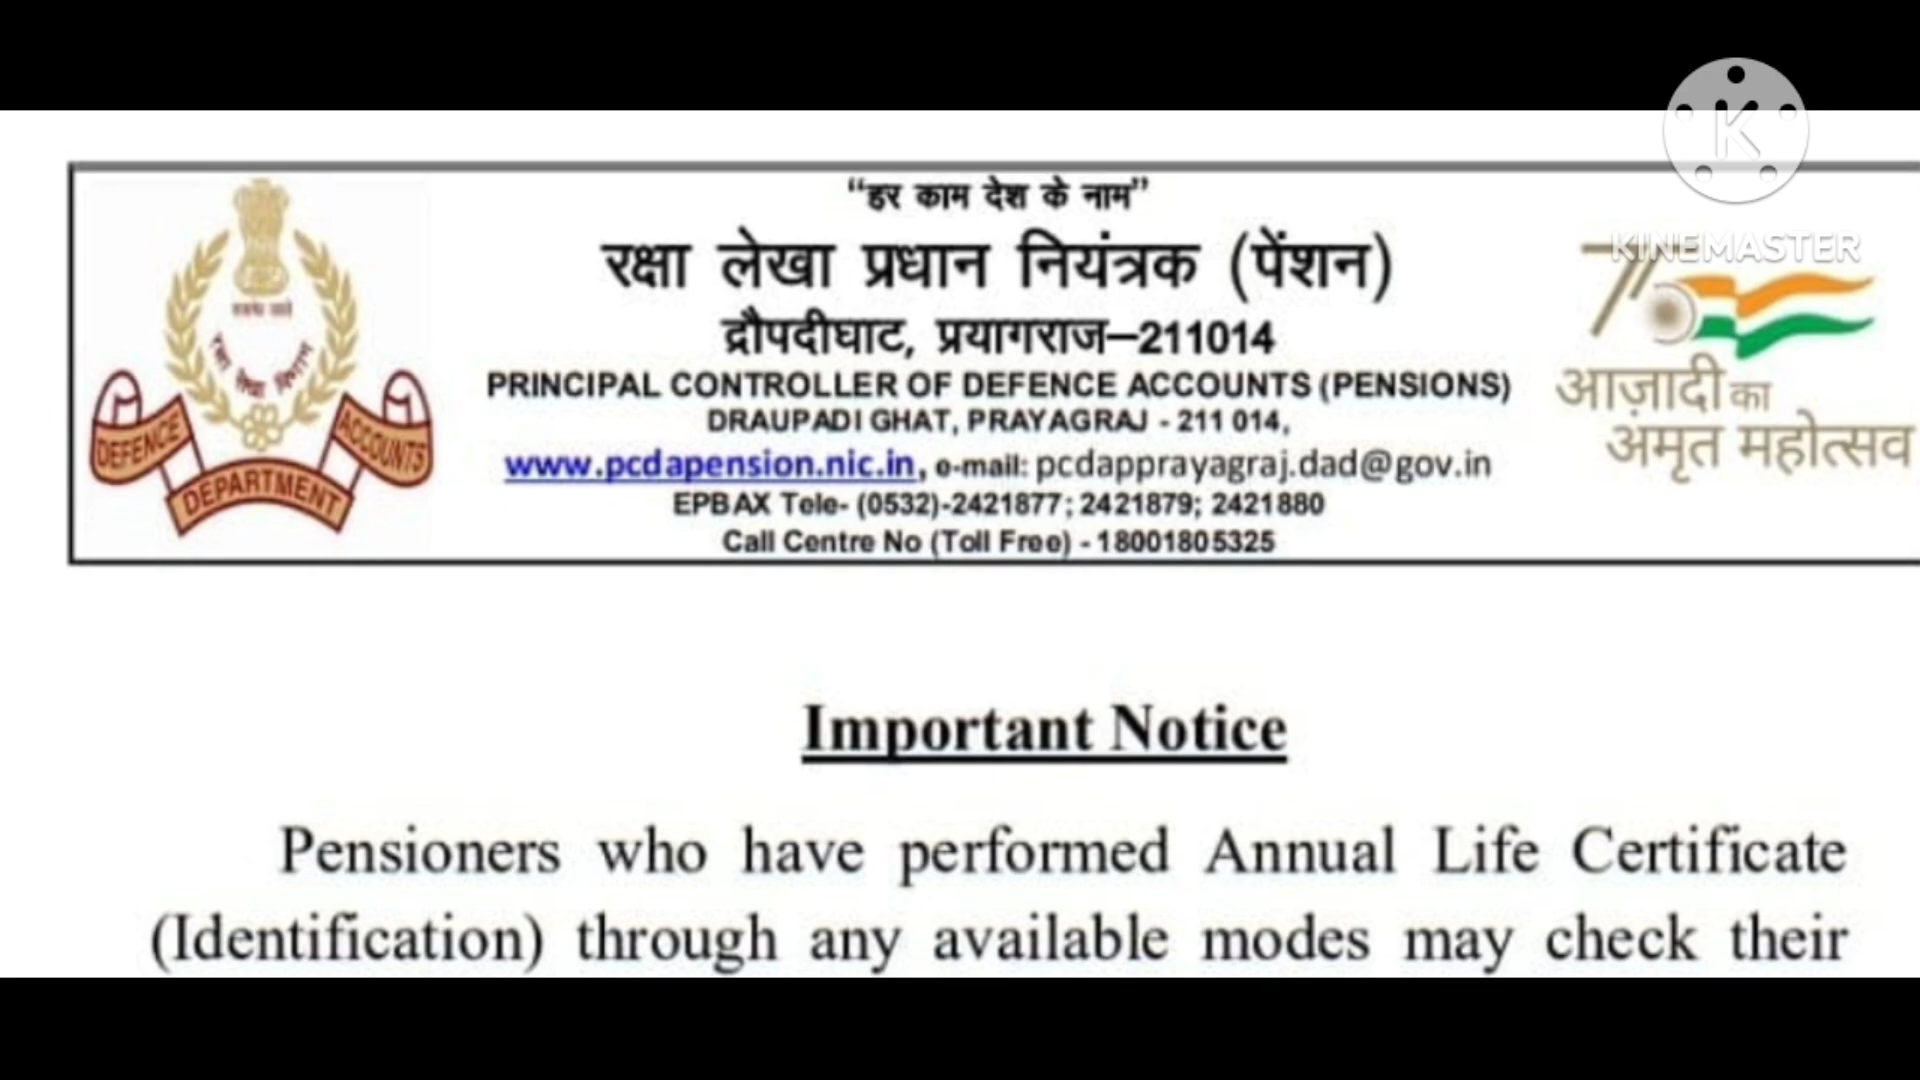 KINEMASTER
“हर काम देश के नाम”
रक्षा लेखा प्रधान नियंत्रक (पेंशन)
द्रौपदीघाट, प्रयागराज–211014
PRINCIPAL CONTROLLER OF DEFENCE ACCOUNTS (PENSIONS)
DRAUPADI GHAT, PRAYAGRAJ - 211 014,
www.pcdapension.nic.in, e-mail: pcdapprayagraj.dad@gov.in
EPBAX Tele- (0532)-2421877; 2421879; 2421880
Call Centre No (Toll Free) - 18001805325
रक्षा लेखा विभाग
DEFENCE DEPARTMENT ACCOUNTS
आज़ादी का
अमृत महोत्सव
Important Notice
Pensioners who have performed Annual Life Certificate
(Identification) through any available modes may check their